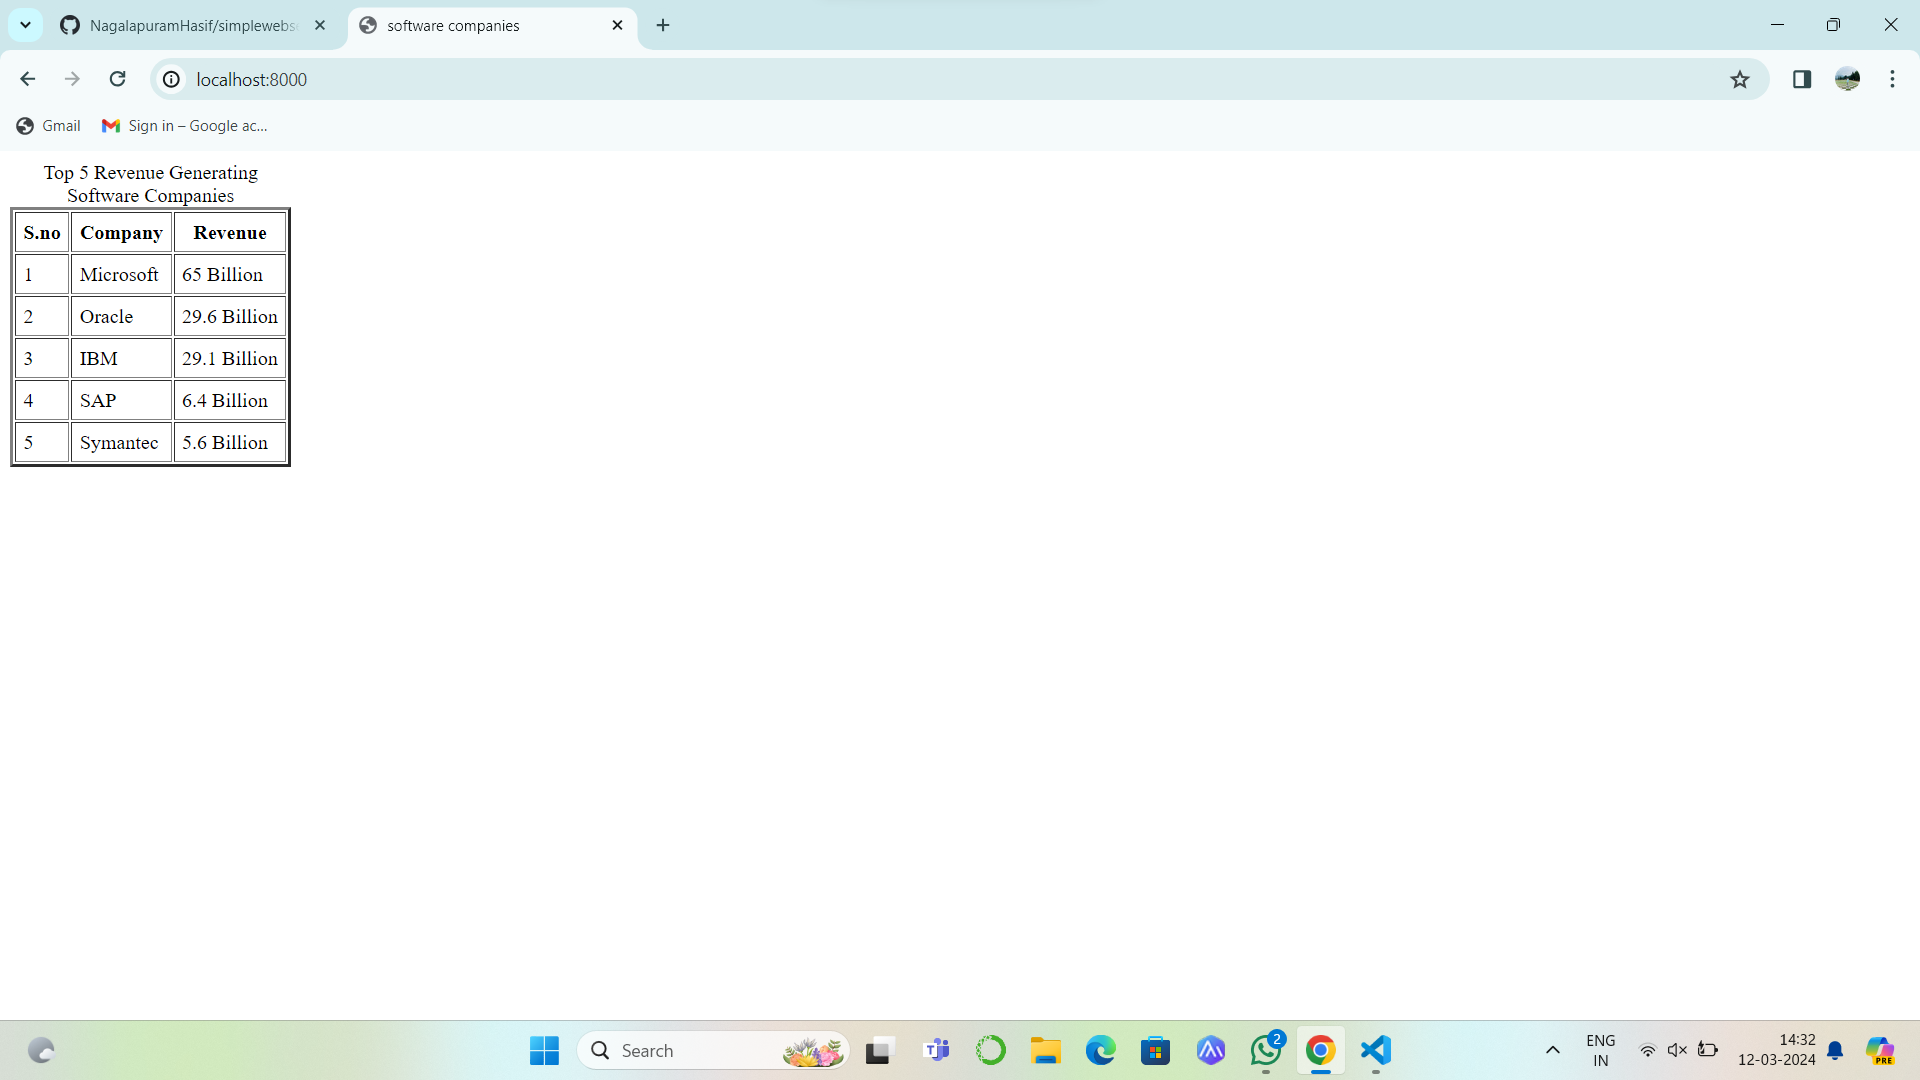 NagalapuramHasif/simplewebs
software companies
localhost:8000
Gmail
Sign in – Google ac...
Top 5 Revenue Generating
Software Companies
S.no Company Revenue
1 Microsoft 65 Billion
2 Oracle 29.6 Billion
3 IBM 29.1 Billion
4 SAP 6.4 Billion
5 Symantec 5.6 Billion
Search
2
ENG
IN
14:32
12-03-2024
PRE